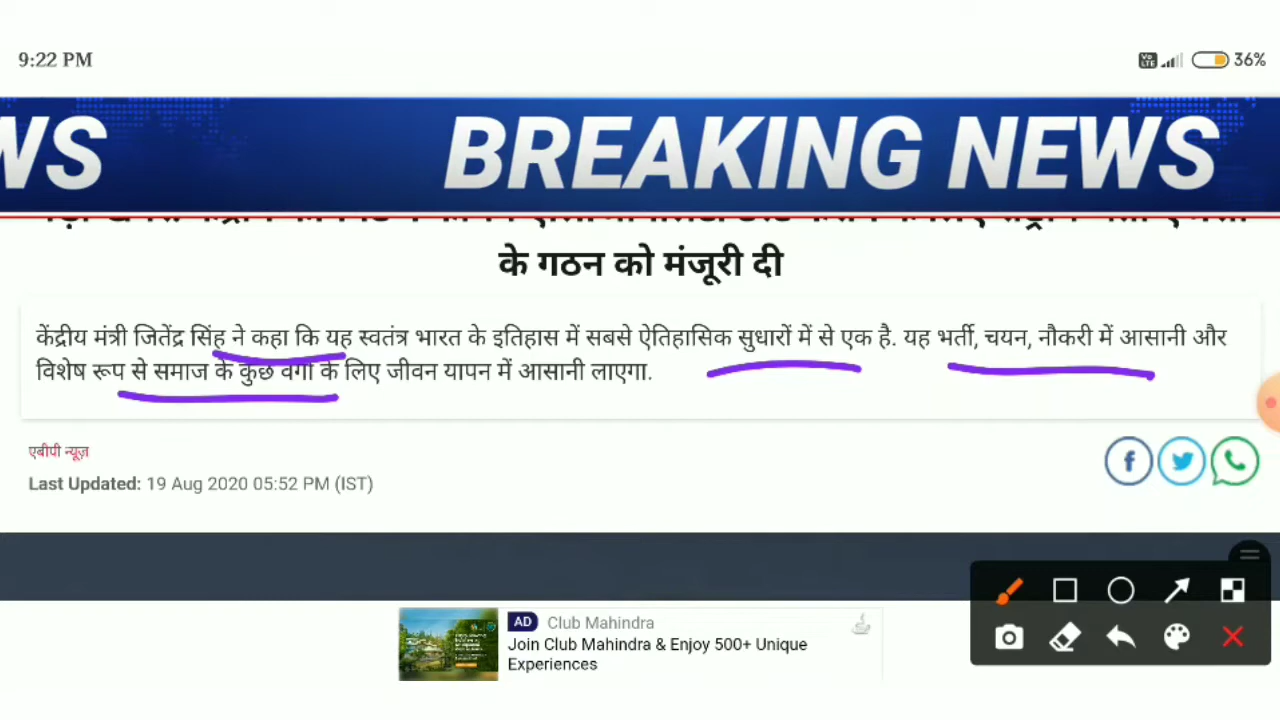 9:22 PM
Vo LTE 36%
WS BREAKING NEWS
के गठन को मंजूरी दी
केंद्रीय मंत्री जितेंद्र सिंह ने कहा कि यह स्वतंत्र भारत के इतिहास में सबसे ऐतिहासिक सुधारों में से एक है. यह भर्ती, चयन, नौकरी में आसानी और
विशेष रूप से समाज के कुछ वर्गों के लिए जीवन यापन में आसानी लाएगा.
एबीपी न्यूज़
Last Updated: 19 Aug 2020 05:52 PM (IST)
AD Club Mahindra
Join Club Mahindra & Enjoy 500+ Unique
Experiences